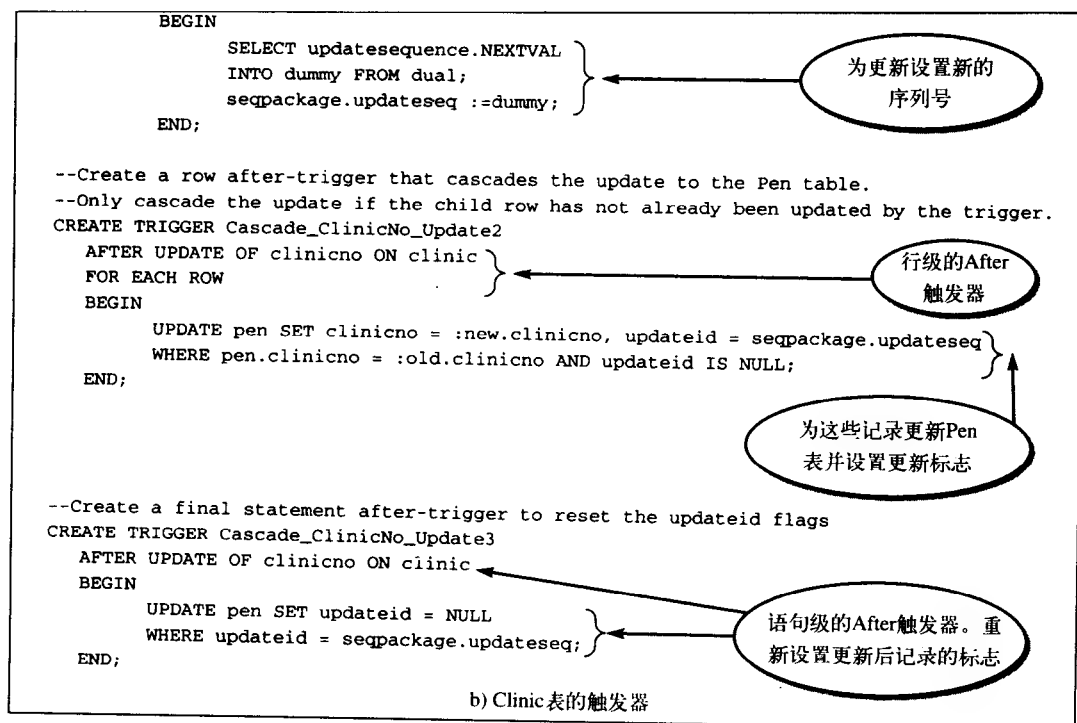 BEGIN
SELECT updatesequence.NEXTVAL
INTO dummy FROM dual;
seqpackage.updateseq :=dummy;
END;
为更新设置新的
序列号
--Create a row after-trigger that cascades the update to the Pen table.
--Only cascade the update if the child row has not already been updated by the trigger.
CREATE TRIGGER Cascade_ClinicNo_Update2
AFTER UPDATE OF clinicno ON clinic
FOR EACH ROW
BEGIN
行级的After
触发器
UPDATE pen SET clinicno = :new.clinicno, updateid = seqpackage.updateseq
WHERE pen.clinicno = :old.clinicno AND updateid IS NULL;
END;
为这些记录更新Pen
表并设置更新标志
--Create a final statement after-trigger to reset the updateid flags
CREATE TRIGGER Cascade_ClinicNo_Update3
AFTER UPDATE OF clinicno ON clinic
BEGIN
UPDATE pen SET updateid = NULL
WHERE updateid = seqpackage.updateseq;
END;
语句级的After触发器。重
新设置更新后记录的标志
b) Clinic表的触发器